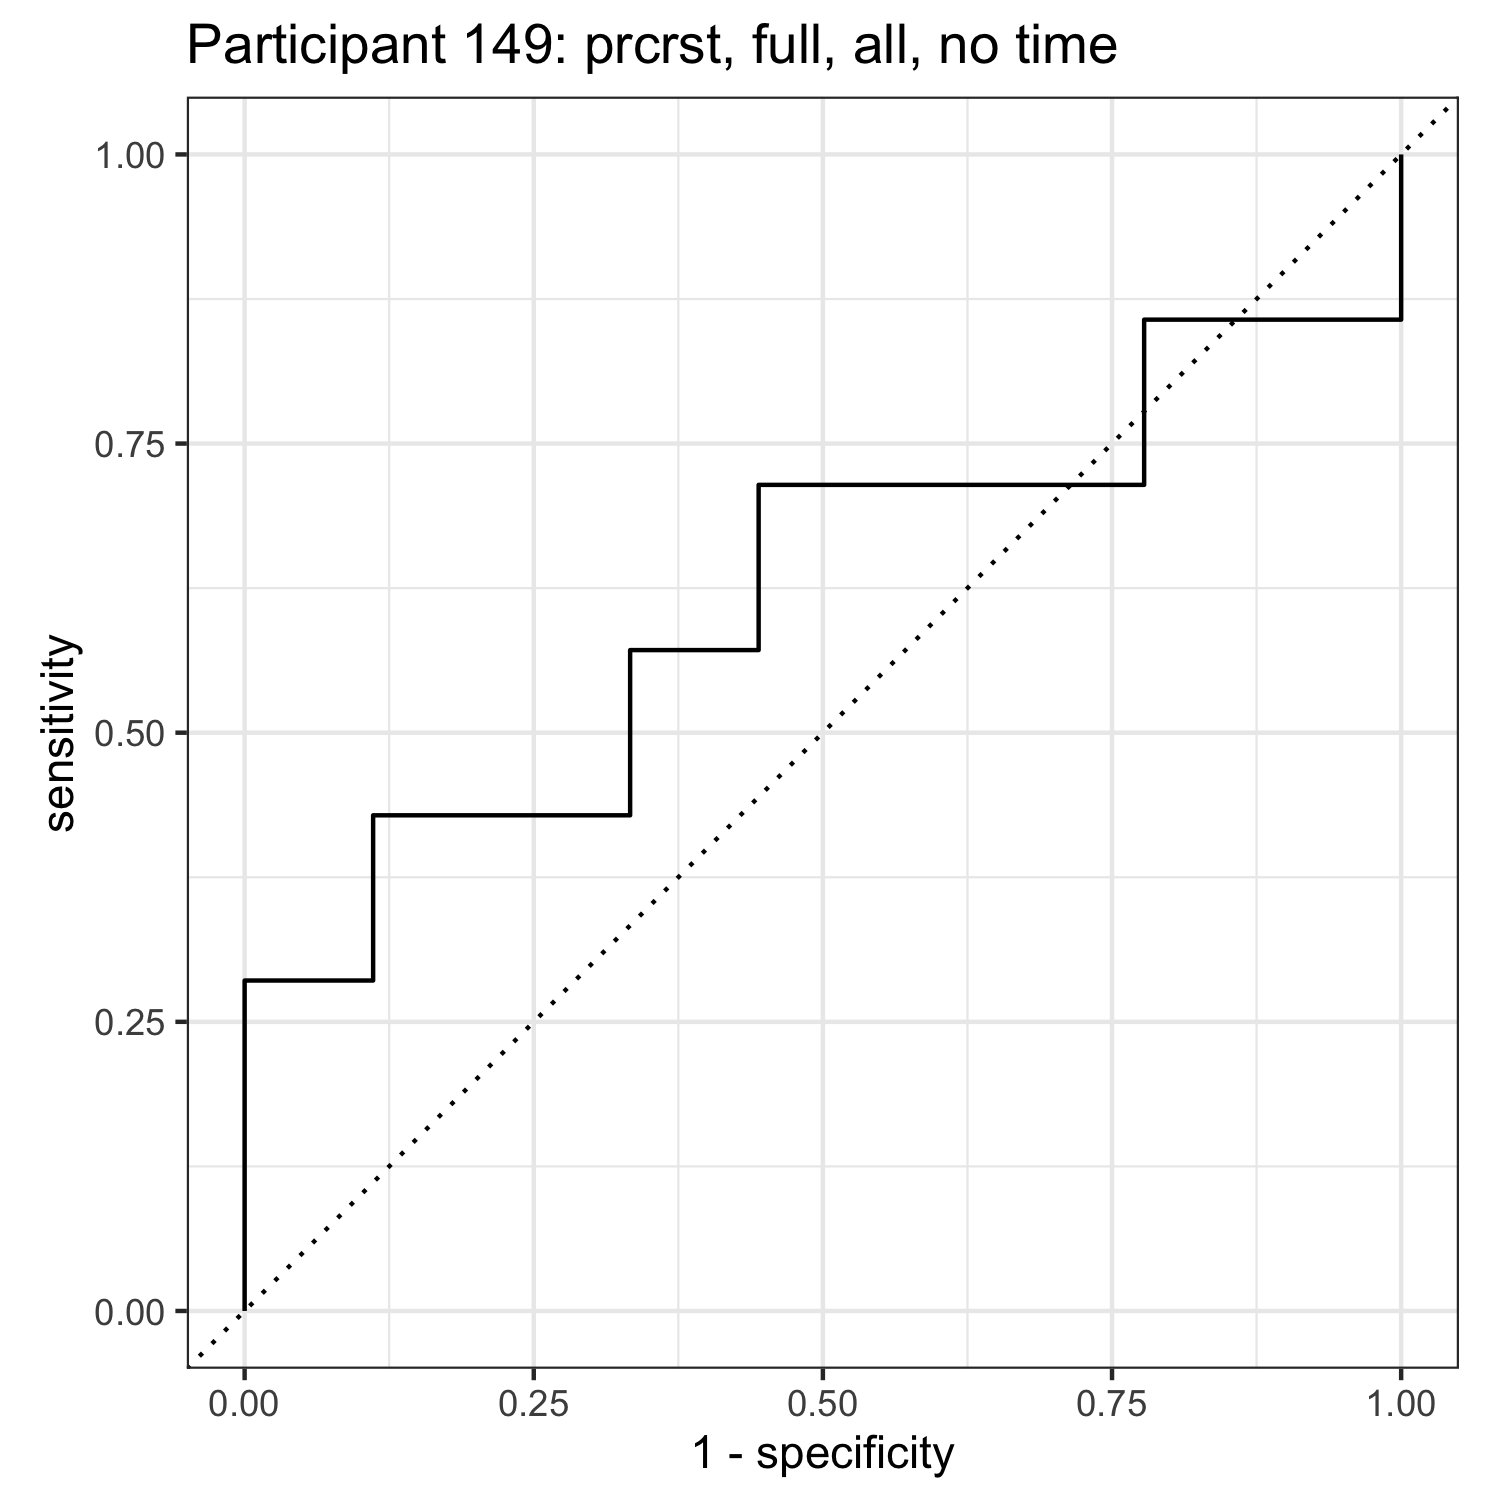 Participant 149: prcrst, full, all, no time
1.00
0.75
0.50
0.25
0.00
sensitivity
0.00 0.25 0.50 0.75 1.00
1 - specificity